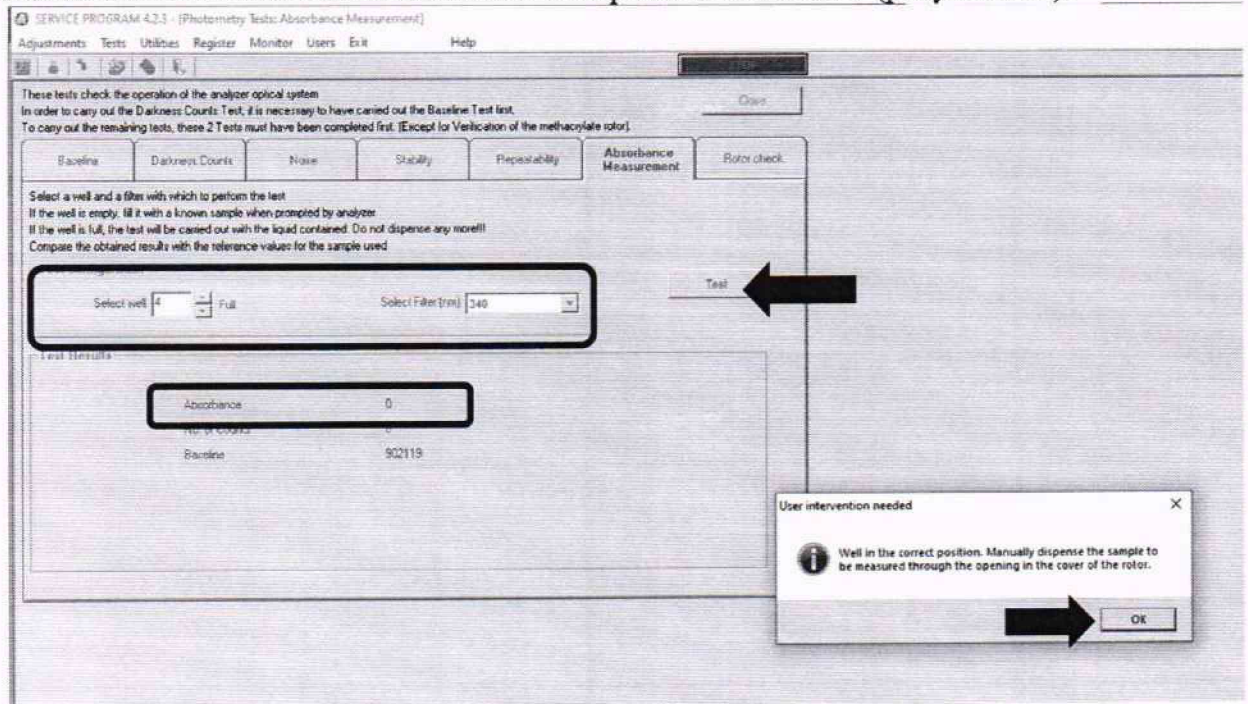 SERVICE PROGRAM 4.2.3 - [Photometry Tests: Absorbance Measurement]
Adjustments Tests Utilities Register Monitor Users Exit Help
These tests check the operation of the analyzer optical system
Close
In order to carry out the Darkness Counts Test, it is necessary to have carried out the Baseline Test first.
To carry out the remaining tests, these 2 Tests must have been completed first. (Except for Verification of the methacrylate rotor).
Baseline Darkness Counts Noise Stability Repeatability Absorbance Measurement Rotor check
Select a well and a filter with which to perform the test
If the well is empty, fill it with a known sample when prompted by analyzer
If the well is full, the test will be carried out with the liquid contained. Do not dispense any more!!!
Compare the obtained results with the reference values for the sample used
Test
Select well 4 Full Select Filter (nm) 340
Test Results
Absorbance 0
No. of Counts 0
Baseline 902119
User intervention needed
Well in the correct position. Manually dispense the sample to
be measured through the opening in the cover of the rotor.
OK